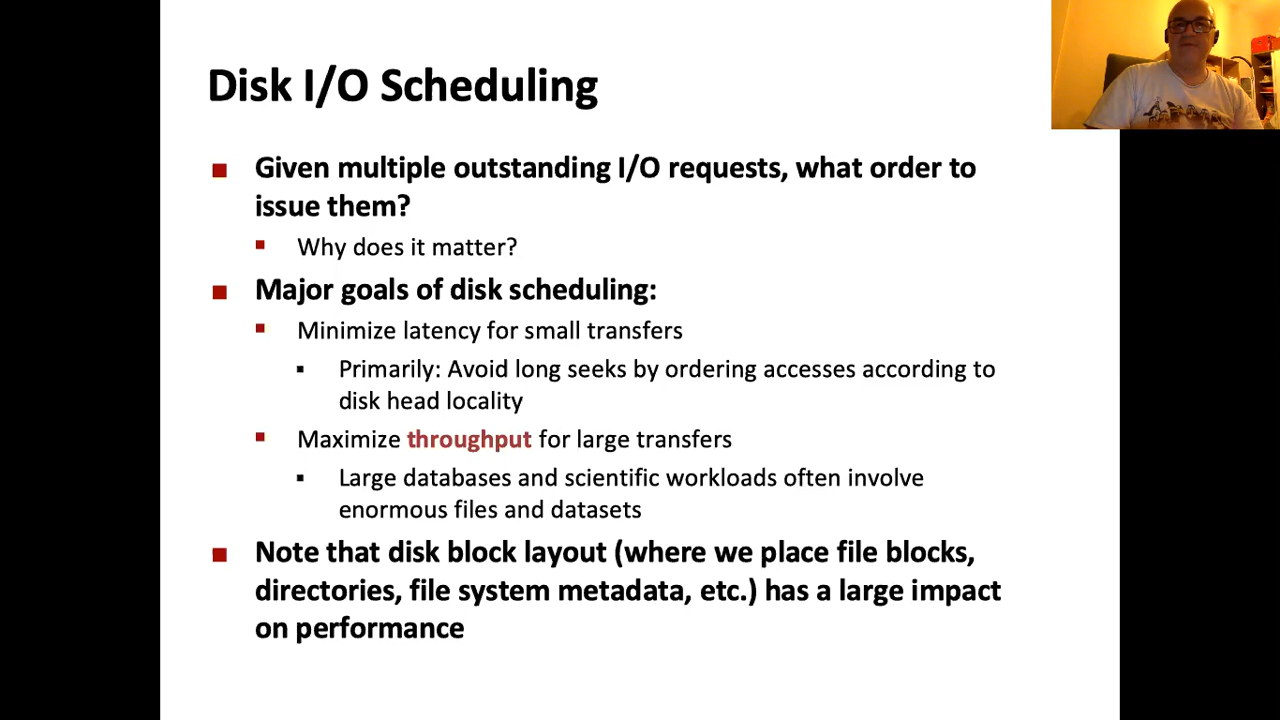 Disk I/O Scheduling
Given multiple outstanding I/O requests, what order to
issue them?
Why does it matter?
Major goals of disk scheduling:
Minimize latency for small transfers
Primarily: Avoid long seeks by ordering accesses according to
disk head locality
Maximize throughput for large transfers
Large databases and scientific workloads often involve
enormous files and datasets
Note that disk block layout (where we place file blocks,
directories, file system metadata, etc.) has a large impact
on performance